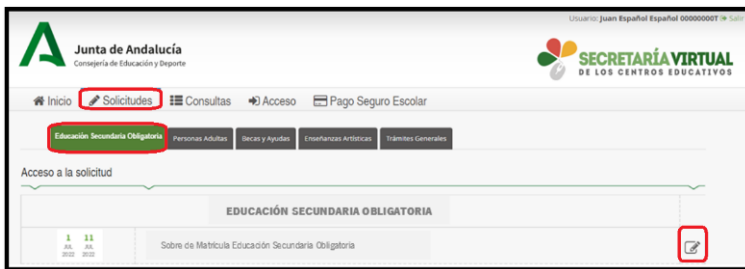 Usuario: Juan Español Español 00000000T Salir
Junta de Andalucía
Consejería de Educación y Deporte
SECRETARÍA VIRTUAL
DE LOS CENTROS EDUCATIVOS
Inicio Solicitudes Consultas Acceso Pago Seguro Escolar
Educación Secundaria Obligatoria Personas Adultas Becas y Ayudas Enseñanzas Artísticas Trámites Generales
Acceso a la solicitud
EDUCACIÓN SECUNDARIA OBLIGATORIA
1 11
JUL JUL
2022 2022
Sobre de Matrícula Educación Secundaria Obligatoria